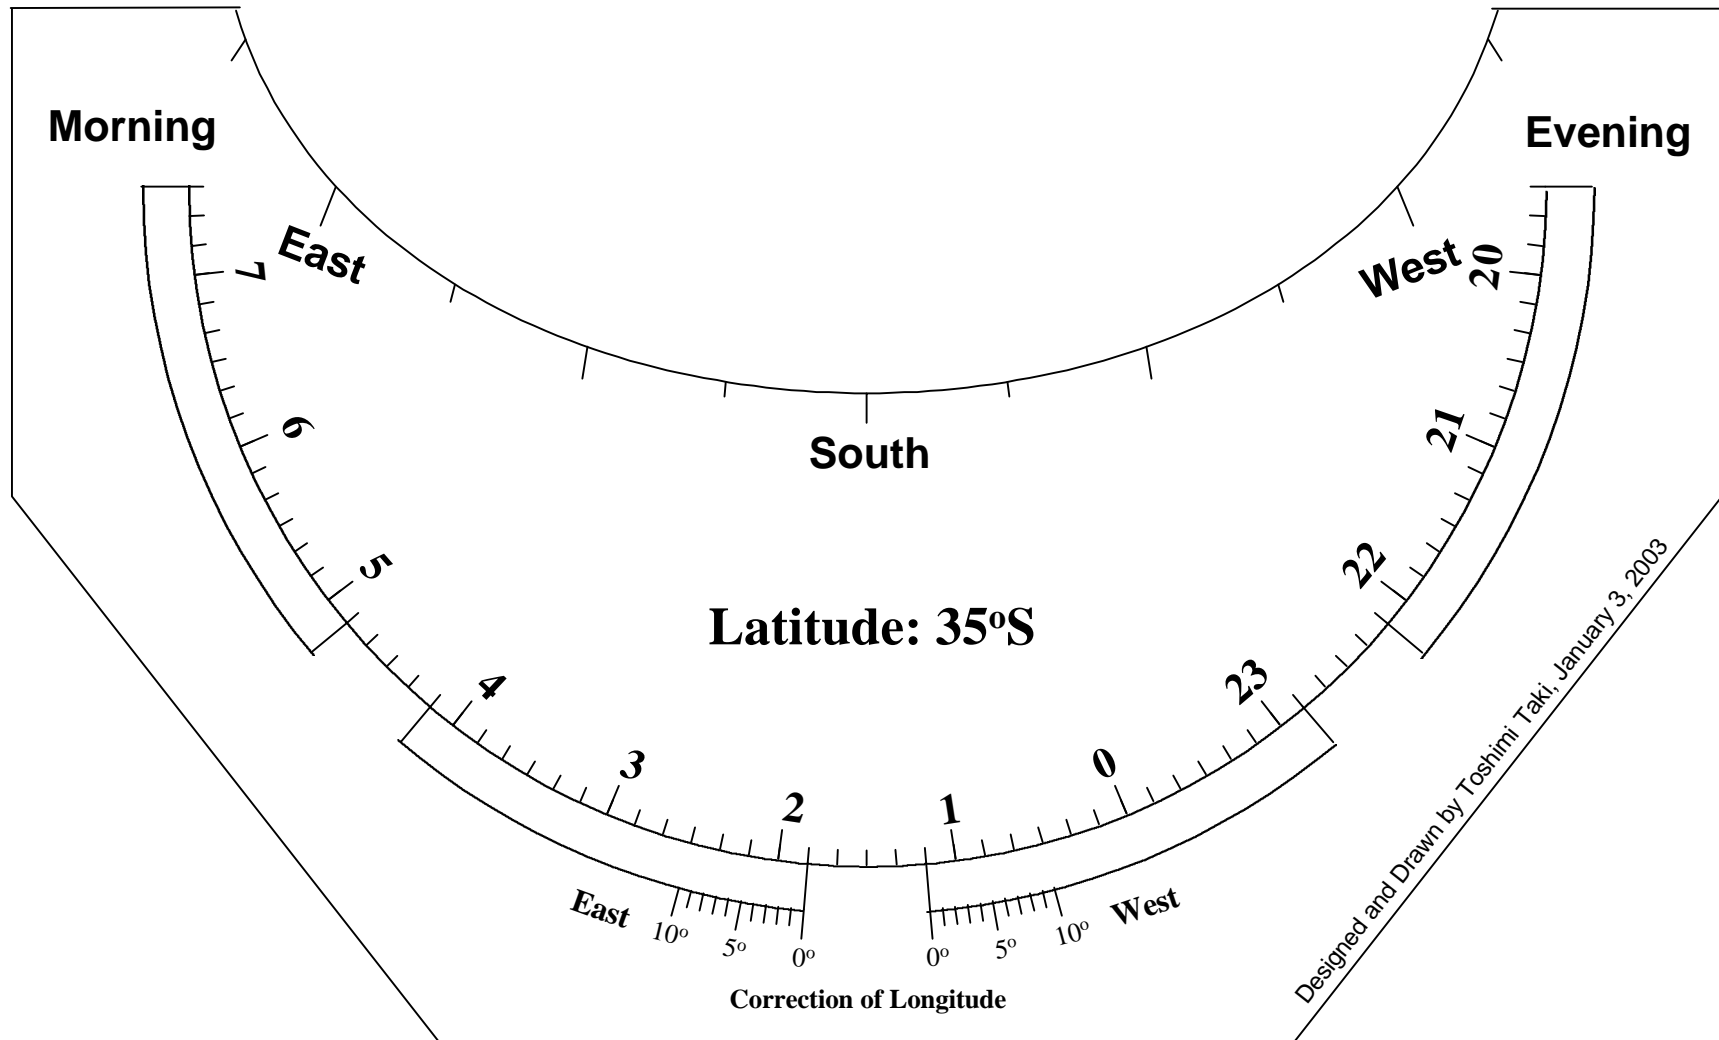 Morning
Evening
East
West
South
7
6
5
4
3
2
1
0
23
22
21
20
Latitude: 35°S
East
10° 5° 0°
0° 5° 10°
West
Correction of Longitude
Designed and Drawn by Toshimi Taki, January 3, 2003